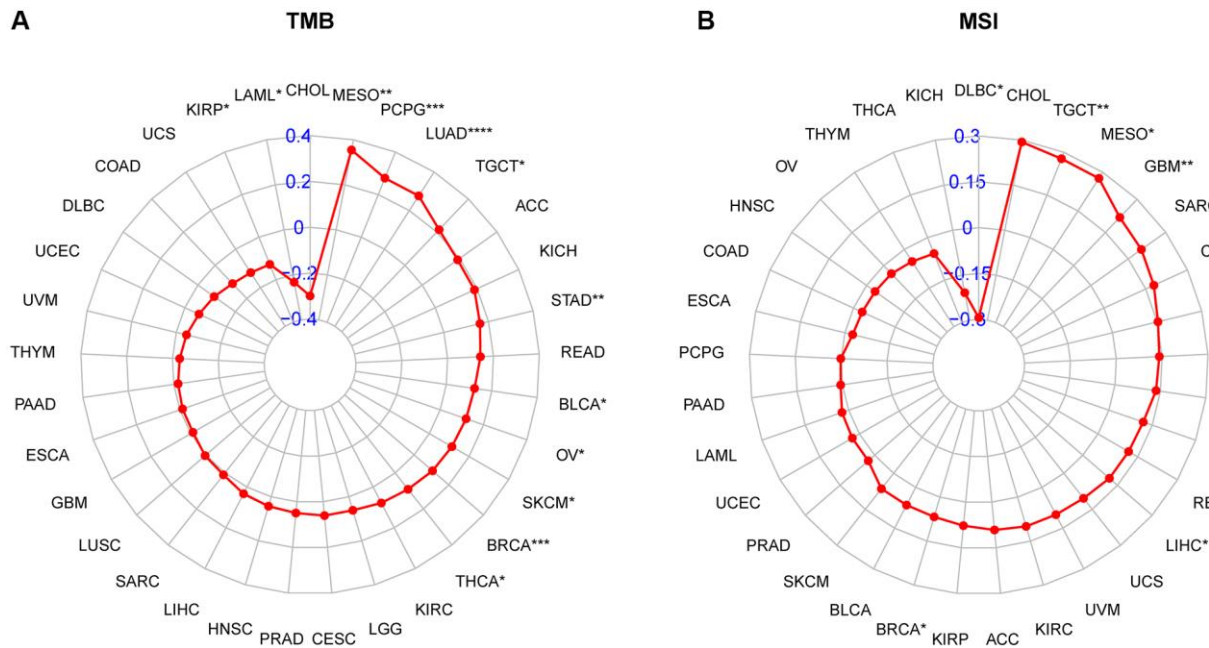 A
TMB
CHOL
MESO**
PCPG***
LUAD****
TGCT*
ACC
KICH
STAD**
READ
BLCA*
OV*
SKCM*
BRCA***
THCA*
KIRC
LGG
CESC
PRAD
HNSC
LIHC
SARC
LUSC
GBM
ESCA
PAAD
THYM
UVM
UCEC
DLBC
COAD
UCS
KIRP*
LAML*
0.4
0.2
0
−0.2
−0.4
B
MSI
DLBC*
CHOL
TGCT**
MESO*
GBM**
SARC
C
RE
LIHC*
UCS
UVM
KIRC
ACC
KIRP
BRCA*
BLCA
SKCM
PRAD
UCEC
LAML
PAAD
PCPG
ESCA
COAD
HNSC
OV
THYM
THCA
KICH
0.3
0.15
0
−0.15
−0.3